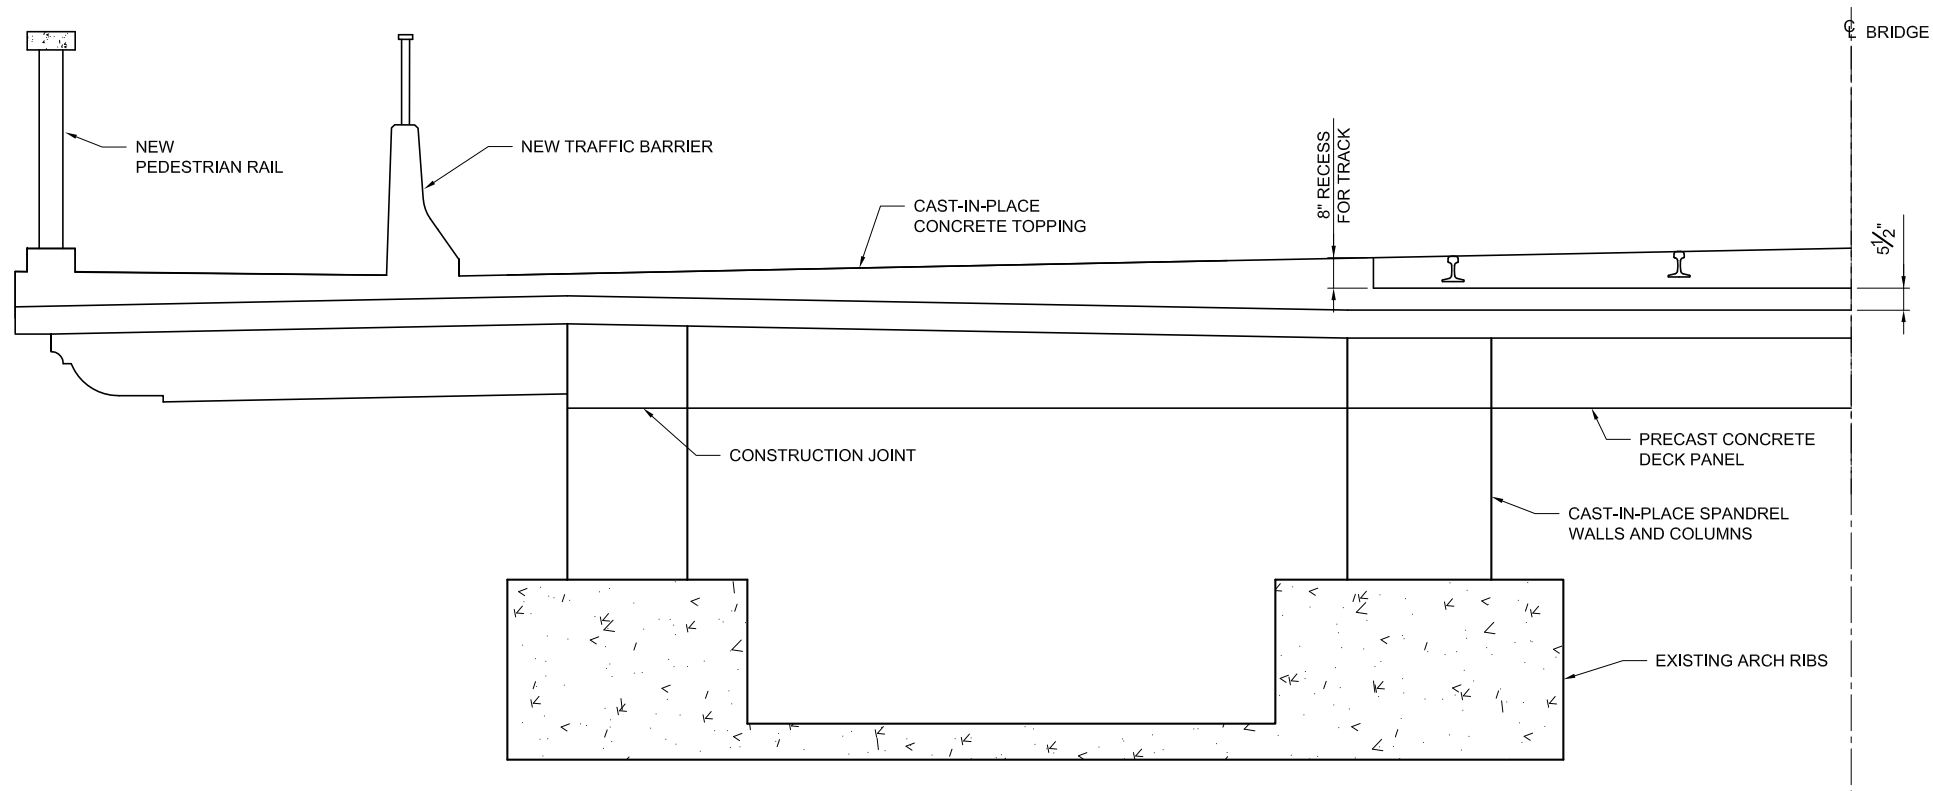 ℄ BRIDGE
NEW
PEDESTRIAN RAIL
NEW TRAFFIC BARRIER
CAST-IN-PLACE
CONCRETE TOPPING
8" RECESS
FOR TRACK
5½"
CONSTRUCTION JOINT
PRECAST CONCRETE
DECK PANEL
CAST-IN-PLACE SPANDREL
WALLS AND COLUMNS
EXISTING ARCH RIBS